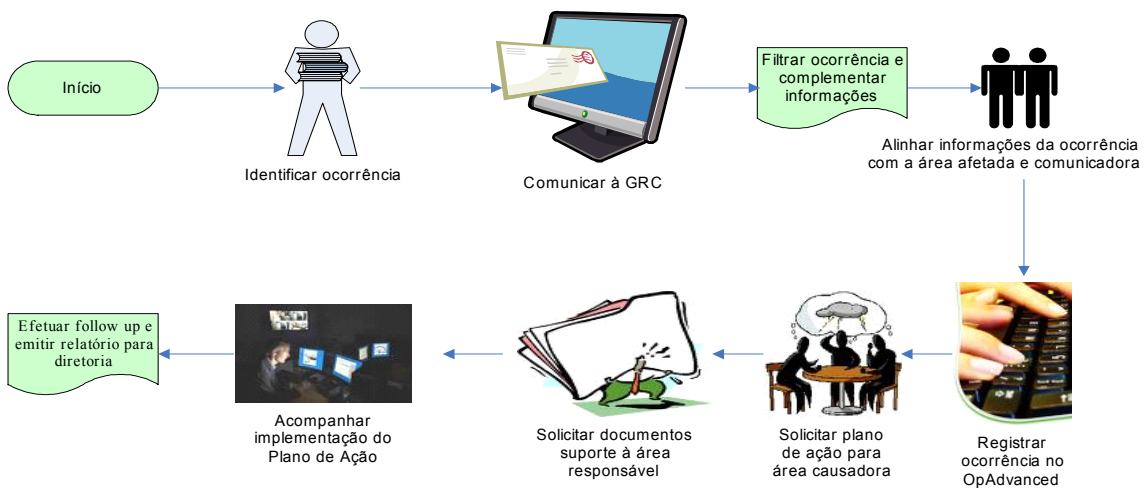 Início
Identificar ocorrência
Comunicar à GRC
Filtrar ocorrência e
complementar
informações
Alinhar informações da ocorrência
com a área afetada e comunicadora
Registrar
ocorrência no
OpAdvanced
Solicitar plano
de ação para
área causadora
Solicitar documentos
suporte à área
responsável
Acompanhar
implementação do
Plano de Ação
Efetuar follow up e
emitir relatório para
diretoria